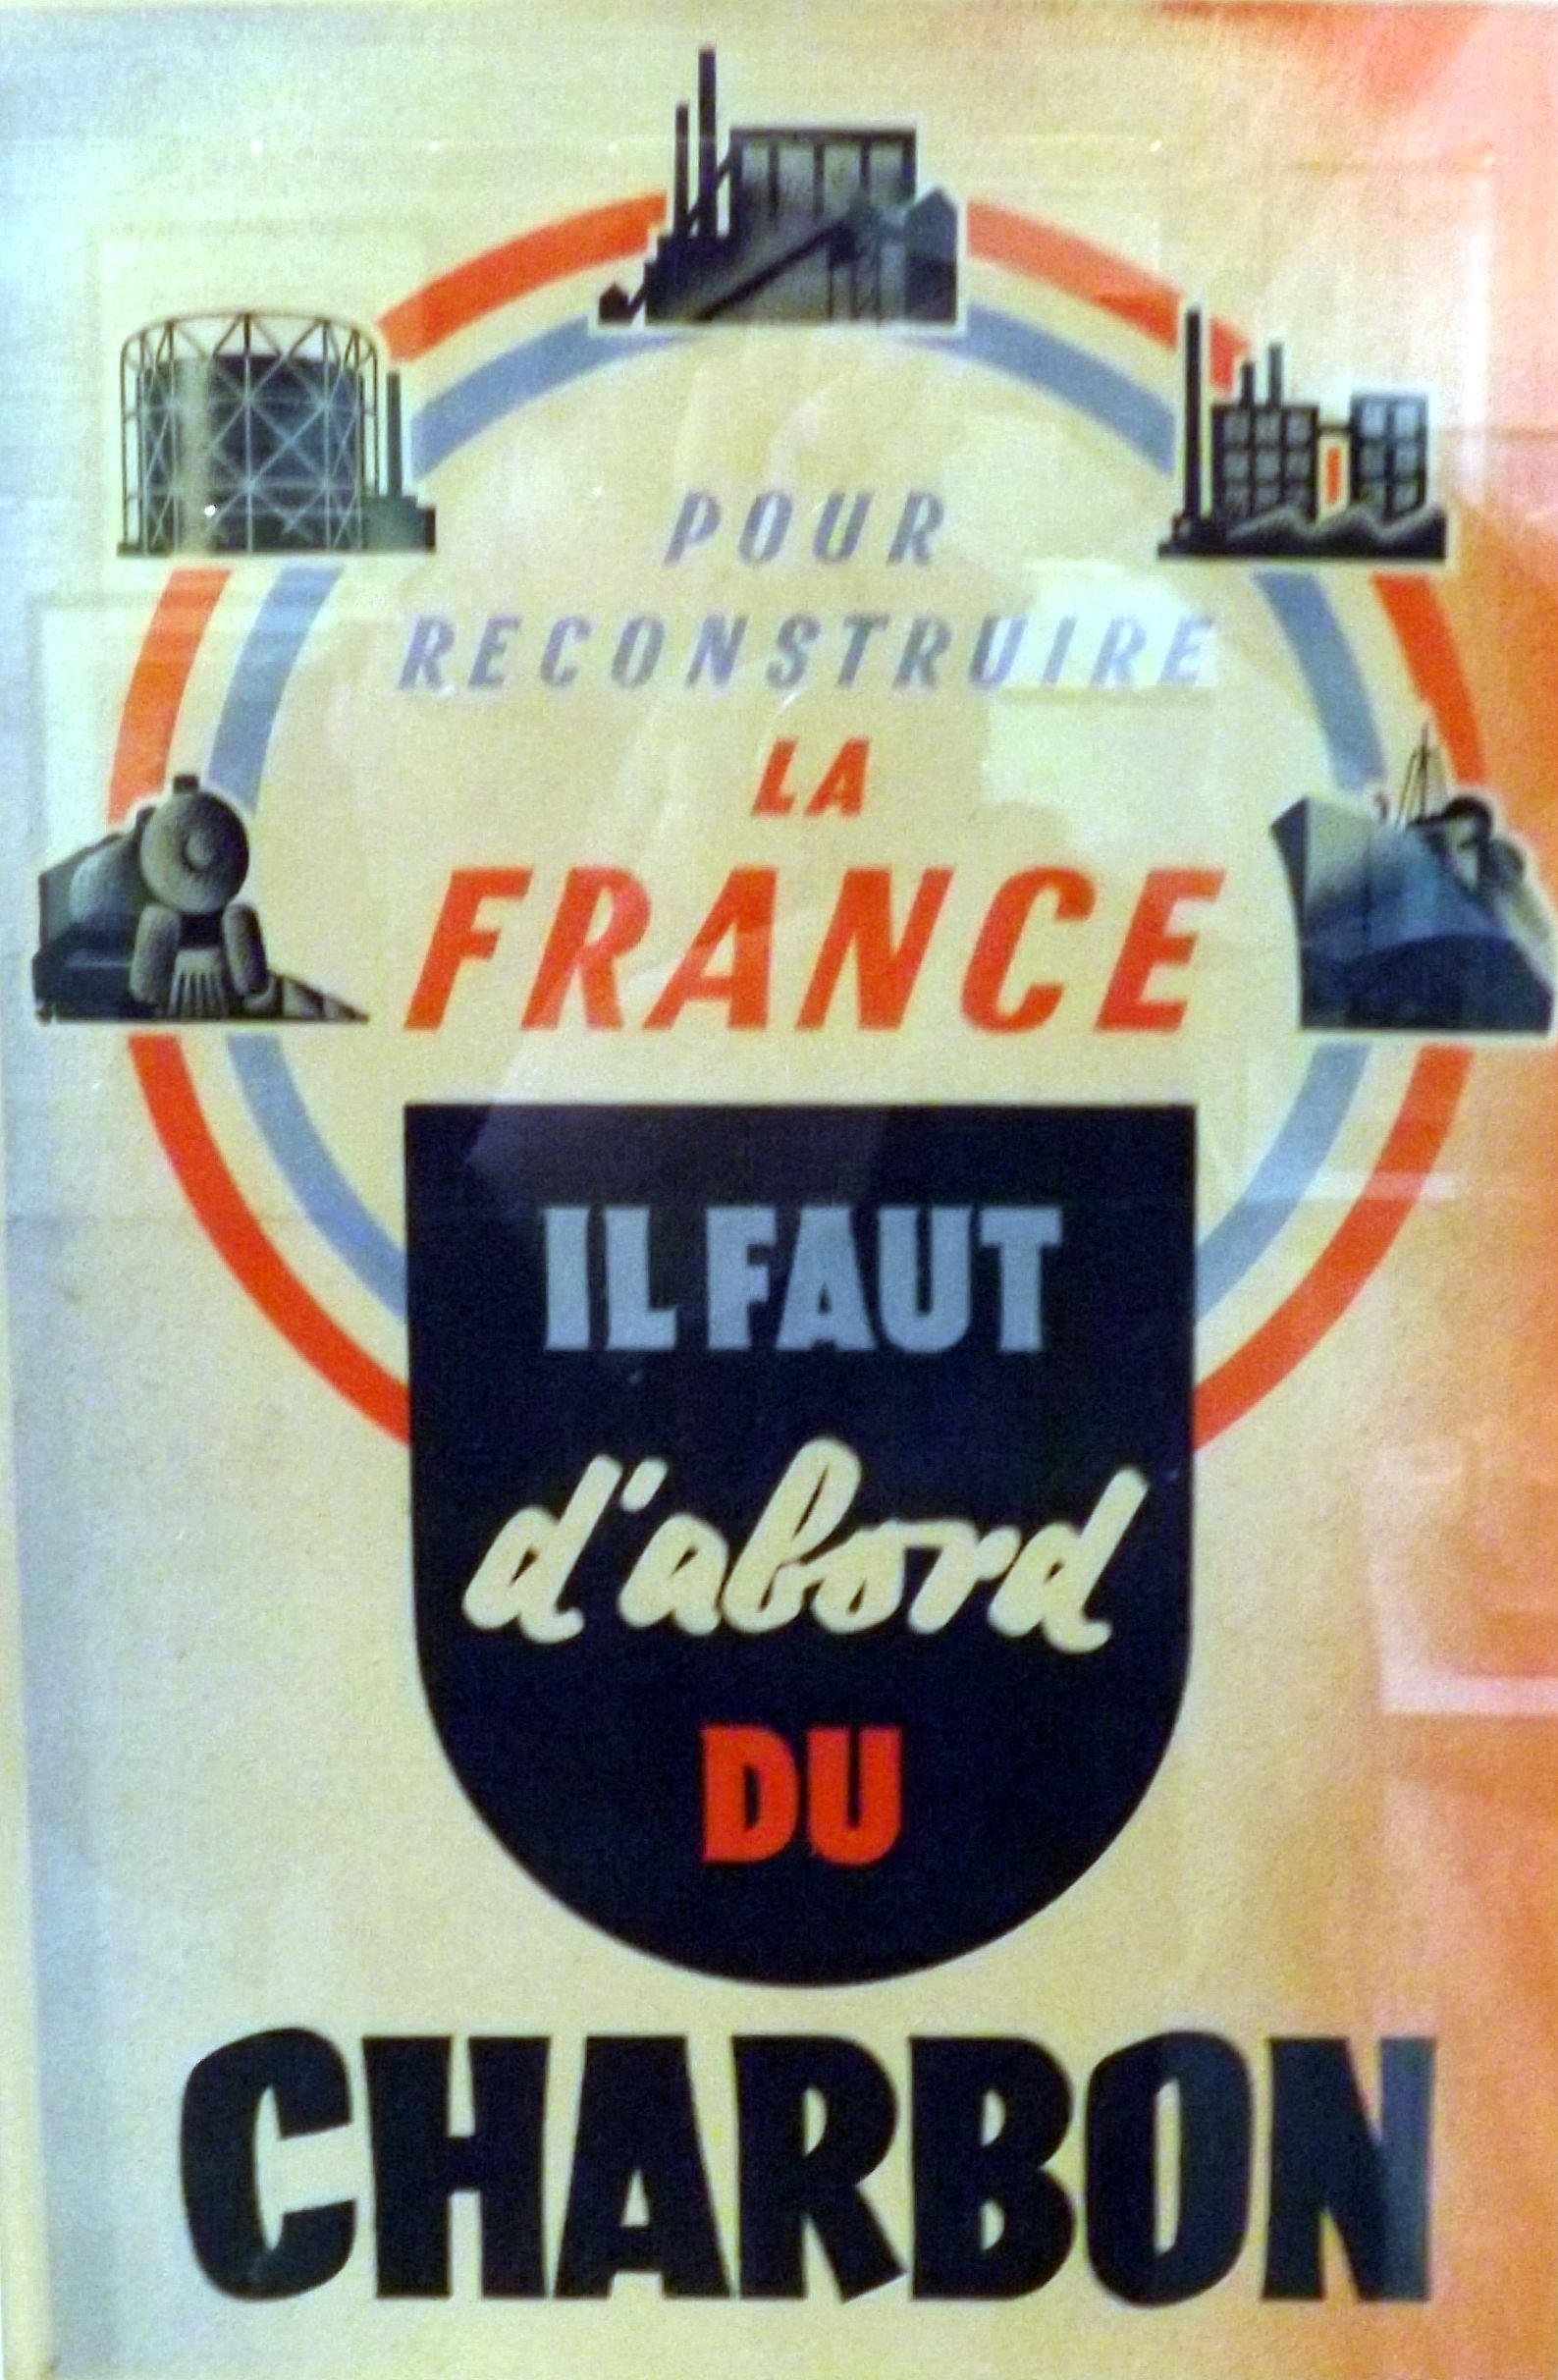 POUR
RECONSTRUIRE
LA
FRANCE
IL FAUT
d'abord
DU
CHARBON